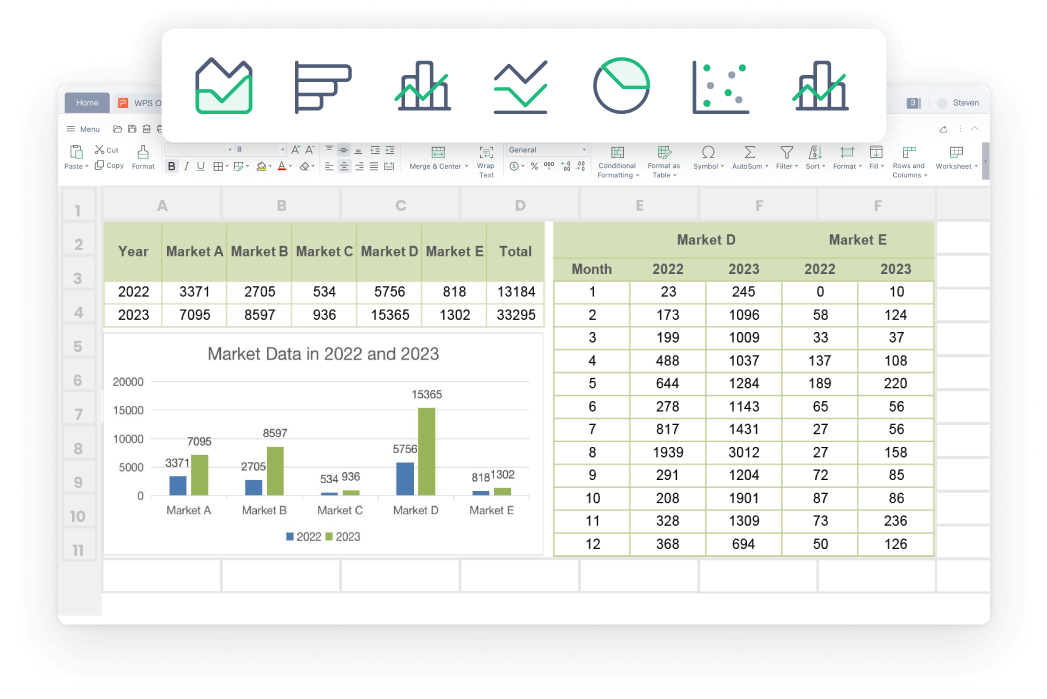 Home WPS O 3 Steven
Menu
Cut 8 A+ A- General
Paste Copy Format B I U A Merge & Center Wrap Text % 000 Conditional Formatting Format as Table Symbol AutoSum Filter Sort Format Fill Rows and Columns Worksheet
1 A B C D E F F
2
3
4
5
6
7
8
9
10
11
Year Market A Market B Market C Market D Market E Total
2022 3371 2705 534 5756 818 13184
2023 7095 8597 936 15365 1302 33295
Market Data in 2022 and 2023
20000
15000
10000
5000
0
3371 7095 2705 8597 534 936 5756 15365 818 1302
Market A Market B Market C Market D Market E
2022 2023
Market D Market E
Month 2022 2023 2022 2023
1 23 245 0 10
2 173 1096 58 124
3 199 1009 33 37
4 488 1037 137 108
5 644 1284 189 220
6 278 1143 65 56
7 817 1431 27 56
8 1939 3012 27 158
9 291 1204 72 85
10 208 1901 87 86
11 328 1309 73 236
12 368 694 50 126